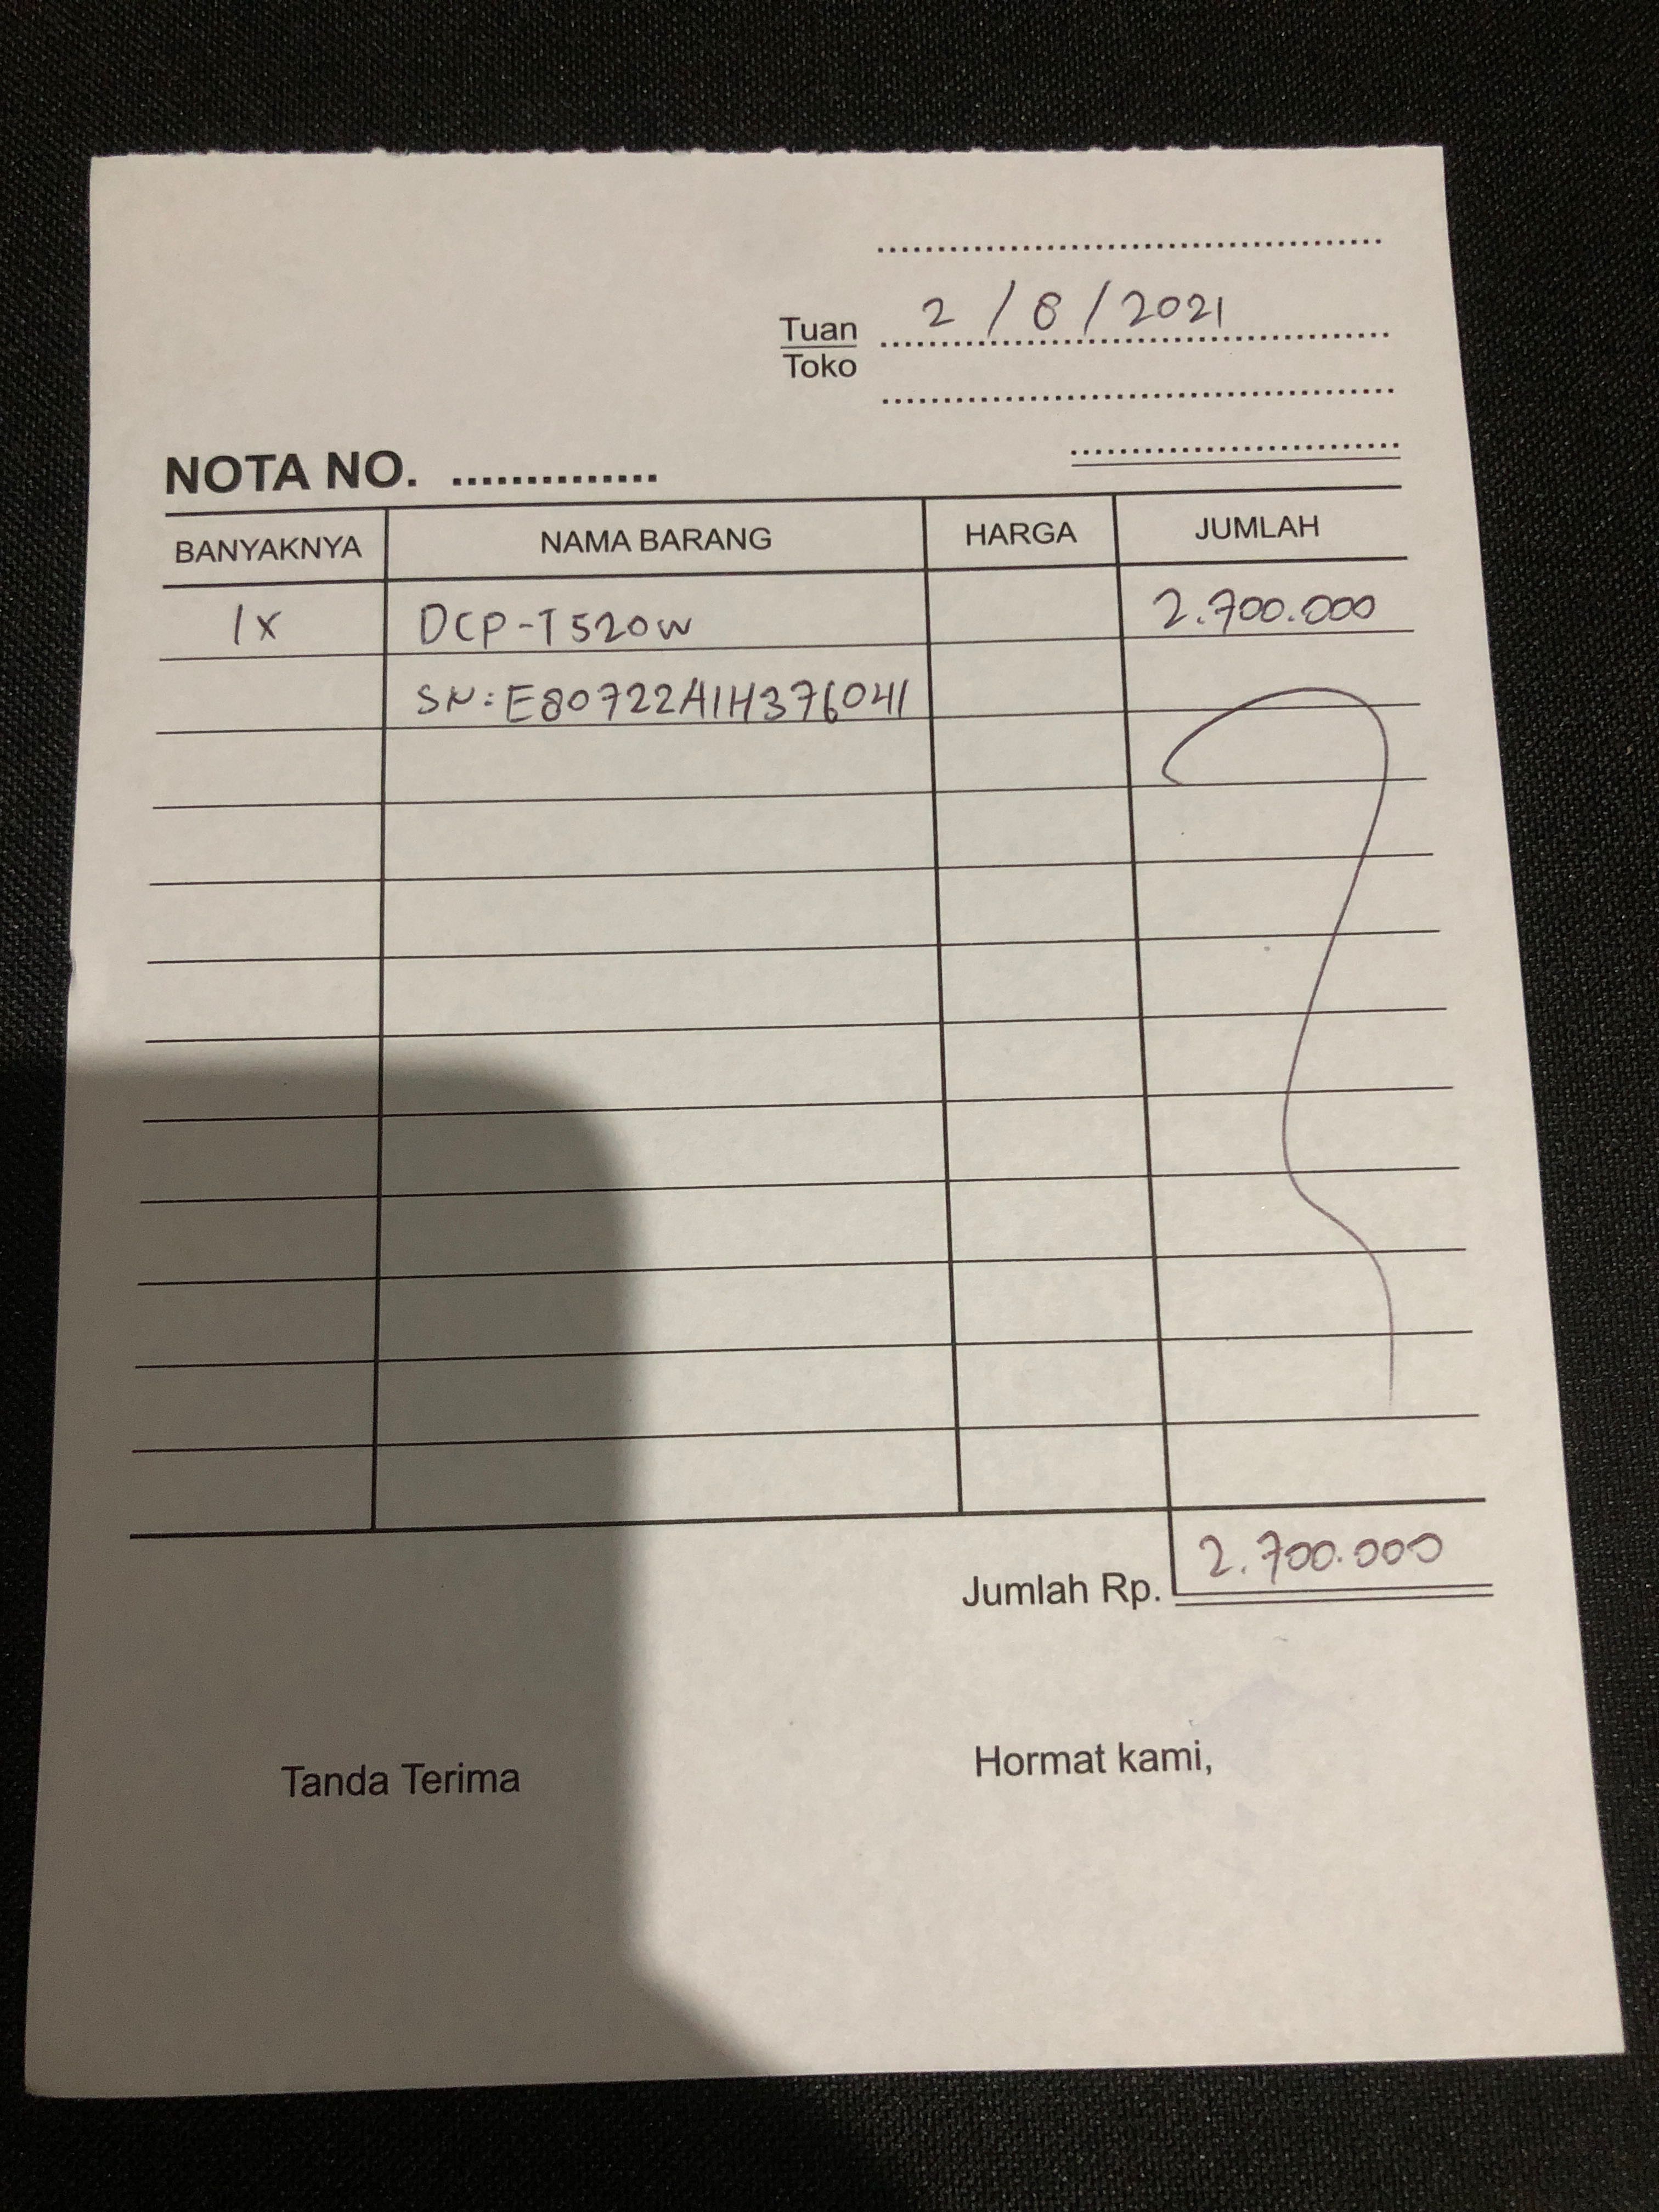 2 / 8 / 2021
Tuan
Toko
NOTA NO. ..............
BANYAKNYA NAMA BARANG HARGA JUMLAH
1x DCP-T520W 2.700.000
SN: E80722A1H376041
Jumlah Rp. 2.700.000
Tanda Terima Hormat kami,